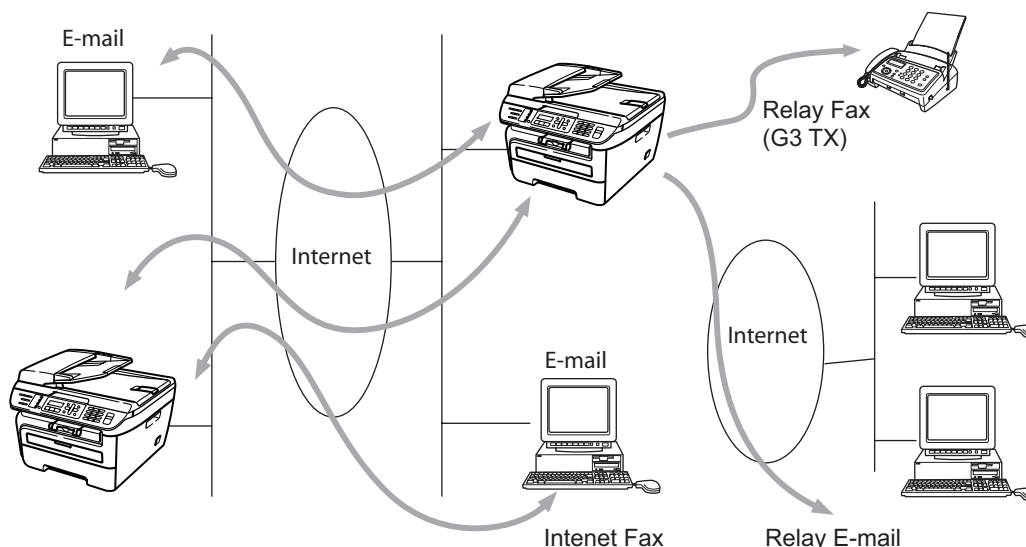 E-mail
Relay Fax
(G3 TX)
Internet
Internet
E-mail
Intenet Fax
Relay E-mail